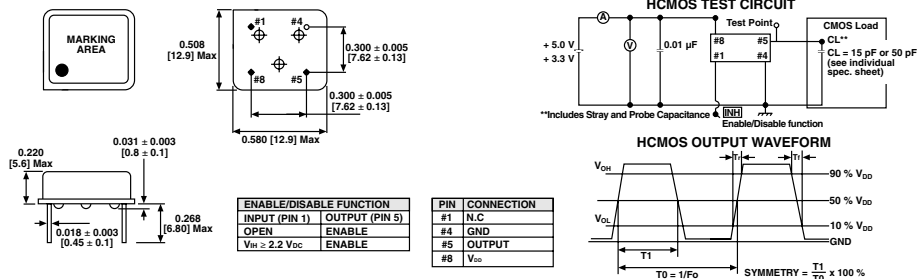 MARKING
AREA
0.508
[12.9] Max
#1
#4
#8
#5
0.300 ± 0.005
[7.62 ± 0.13]
0.300 ± 0.005
[7.62 ± 0.13]
0.580 [12.9] Max
0.220
[5.6] Max
0.031 ± 0.003
[0.8 ± 0.1]
0.018 ± 0.003
[0.45 ± 0.1]
0.268
[6.80] Max
ENABLE/DISABLE FUNCTION
INPUT (PIN 1) OUTPUT (PIN 5)
OPEN ENABLE
VIH ≥ 2.2 VDC ENABLE
PIN CONNECTION
#1 N.C
#4 GND
#5 OUTPUT
#8 VDD
HCMOS TEST CIRCUIT
A
Test Point
CMOS Load
+ 5.0 V
+ 3.3 V
V
0.01 µF
#8 #5
#1 #4
CL**
CL = 15 pF or 50 pF
(see individual
spec. sheet)
**Includes Stray and Probe Capacitance
INH
Enable/Disable function
HCMOS OUTPUT WAVEFORM
Tr
Tf
VOH
90 % VDD
50 % VDD
VOL
10 % VDD
GND
T1
T0 = 1/Fo
SYMMETRY = T1/T0 x 100 %